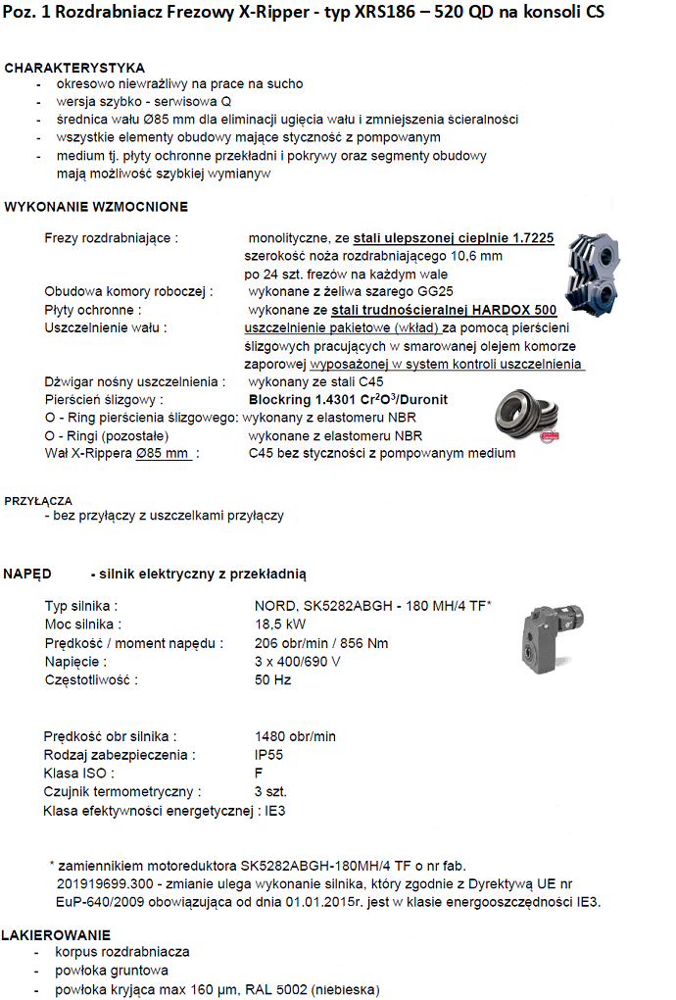 Poz. 1 Rozdrabniacz Frezowy X-Ripper - typ XRS186 – 520 QD na konsoli CS
CHARAKTERYSTYKA
- okresowo niewrażliwy na prace na sucho
- wersja szybko - serwisowa Q
- średnica wału Ø85 mm dla eliminacji ugięcia wału i zmniejszenia ścieralności
- wszystkie elementy obudowy mające styczność z pompowanym
- medium tj. płyty ochronne przekładni i pokrywy oraz segmenty obudowy
mają możliwość szybkiej wymianyw
WYKONANIE WZMOCNIONE
Frezy rozdrabniające : monolityczne, ze stali ulepszonej cieplnie 1.7225
szerokość noża rozdrabniającego 10,6 mm
po 24 szt. frezów na każdym wale
Obudowa komory roboczej : wykonane z żeliwa szarego GG25
Płyty ochronne : wykonane ze stali trudnościeralnej HARDOX 500
Uszczelnienie wału : uszczelnienie pakietowe (wkład) za pomocą pierścieni
ślizgowych pracujących w smarowanej olejem komorze
zaporowej wyposażonej w system kontroli uszczelnienia
Dźwigar nośny uszczelnienia : wykonany ze stali C45
Pierścień ślizgowy : Blockring 1.4301 Cr²O³/Duronit
O - Ring pierścienia ślizgowego: wykonany z elastomeru NBR
O - Ringi (pozostałe) wykonane z elastomeru NBR
Wał X-Rippera Ø85 mm : C45 bez styczności z pompowanym medium
PRZYŁĄCZA
- bez przyłączy z uszczelkami przyłączy
NAPĘD - silnik elektryczny z przekładnią
Typ silnika : NORD, SK5282ABGH - 180 MH/4 TF*
Moc silnika : 18,5 kW
Prędkość / moment napędu : 206 obr/min / 856 Nm
Napięcie : 3 x 400/690 V
Częstotliwość : 50 Hz
Prędkość obr silnika : 1480 obr/min
Rodzaj zabezpieczenia : IP55
Klasa ISO : F
Czujnik termometryczny : 3 szt.
Klasa efektywności energetycznej : IE3
* zamiennikiem motoreduktora SK5282ABGH-180MH/4 TF o nr fab.
201919699.300 - zmianie ulega wykonanie silnika, który zgodnie z Dyrektywą UE nr
EuP-640/2009 obowiązująca od dnia 01.01.2015r. jest w klasie energooszczędności IE3.
LAKIEROWANIE
- korpus rozdrabniacza
- powłoka gruntowa
- powłoka kryjąca max 160 µm, RAL 5002 (niebieska)